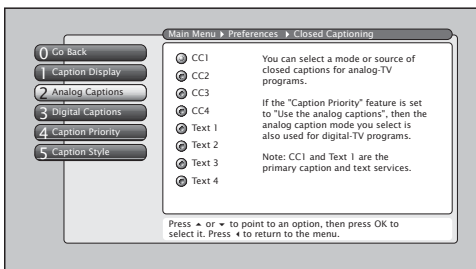 Main Menu ▸ Preferences ▸ Closed Captioning
0 Go Back
1 Caption Display
2 Analog Captions
3 Digital Captions
4 Caption Priority
5 Caption Style
CC1
CC2
CC3
CC4
Text 1
Text 2
Text 3
Text 4
You can select a mode or source of
closed captions for analog-TV
programs.
If the "Caption Priority" feature is set
to "Use the analog captions", then the
analog caption mode you select is
also used for digital-TV programs.
Note: CC1 and Text 1 are the
primary caption and text services.
Press ▴ or ▾ to point to an option, then press OK to
select it. Press ◂ to return to the menu.